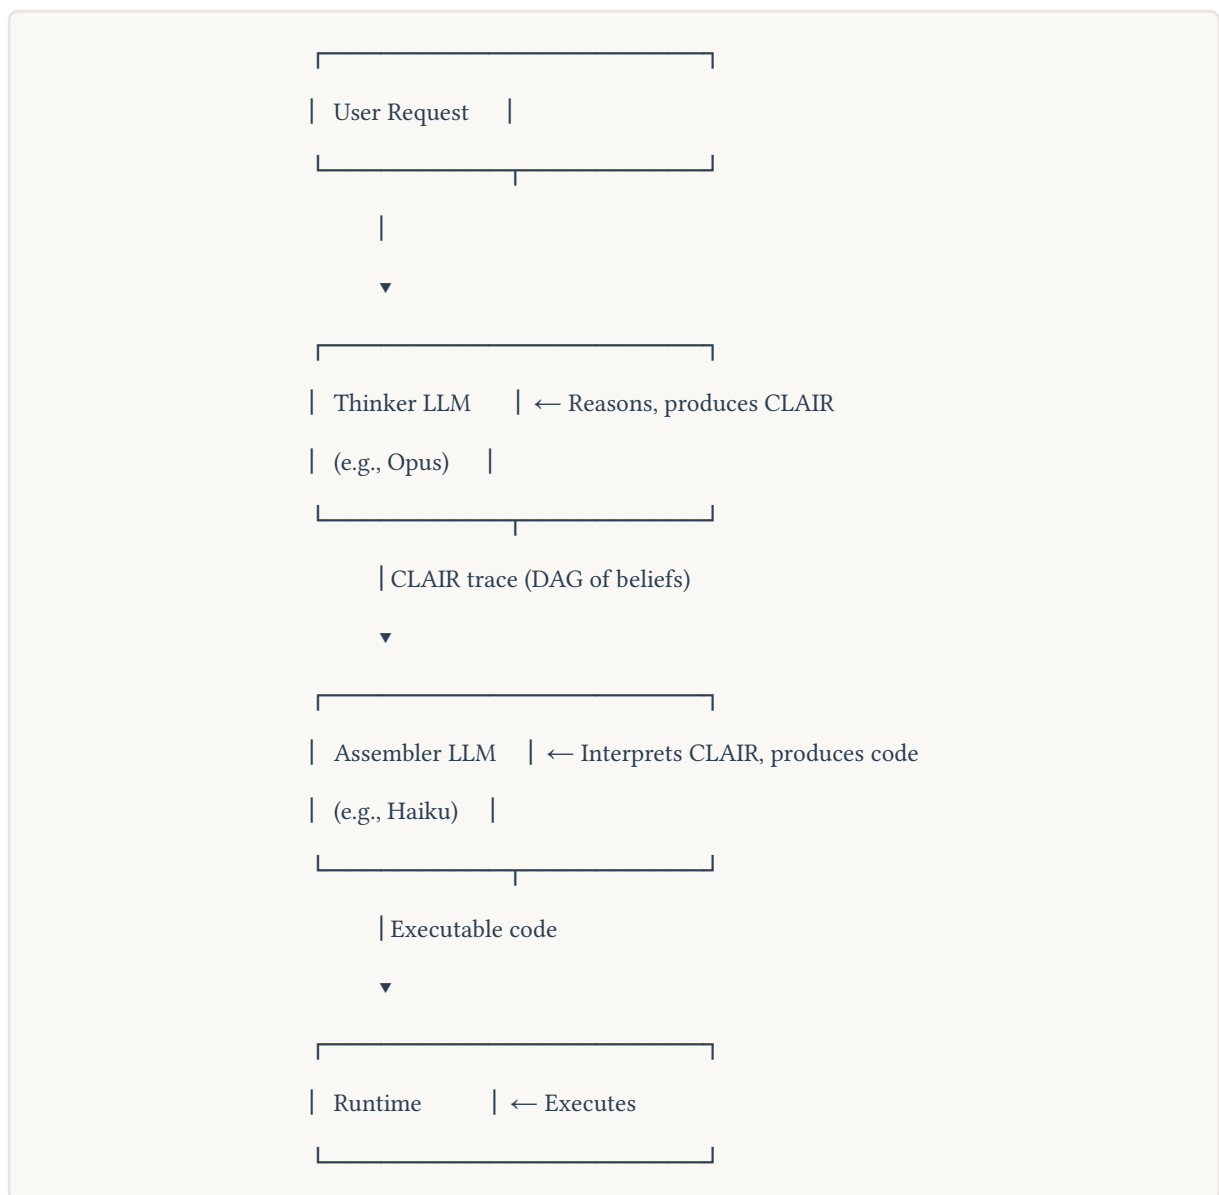 ┌─────────────────┐
│ User Request │
└────────┬────────┘
│
▼
┌─────────────────┐
│ Thinker LLM │ ← Reasons, produces CLAIR
│ (e.g., Opus) │
└────────┬────────┘
│ CLAIR trace (DAG of beliefs)
▼
┌─────────────────┐
│ Assembler LLM │ ← Interprets CLAIR, produces code
│ (e.g., Haiku) │
└────────┬────────┘
│ Executable code
▼
┌─────────────────┐
│ Runtime │ ← Executes
└─────────────────┘